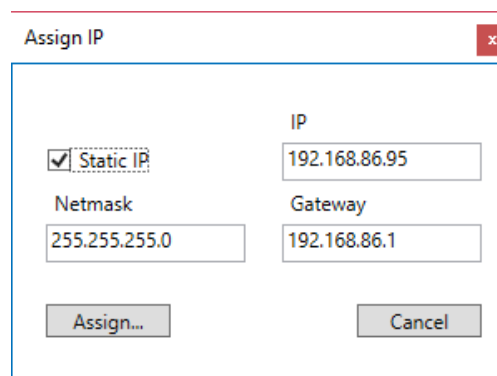 Assign IP
x
IP
Static IP
192.168.86.95
Netmask
Gateway
255.255.255.0
192.168.86.1
Assign...
Cancel